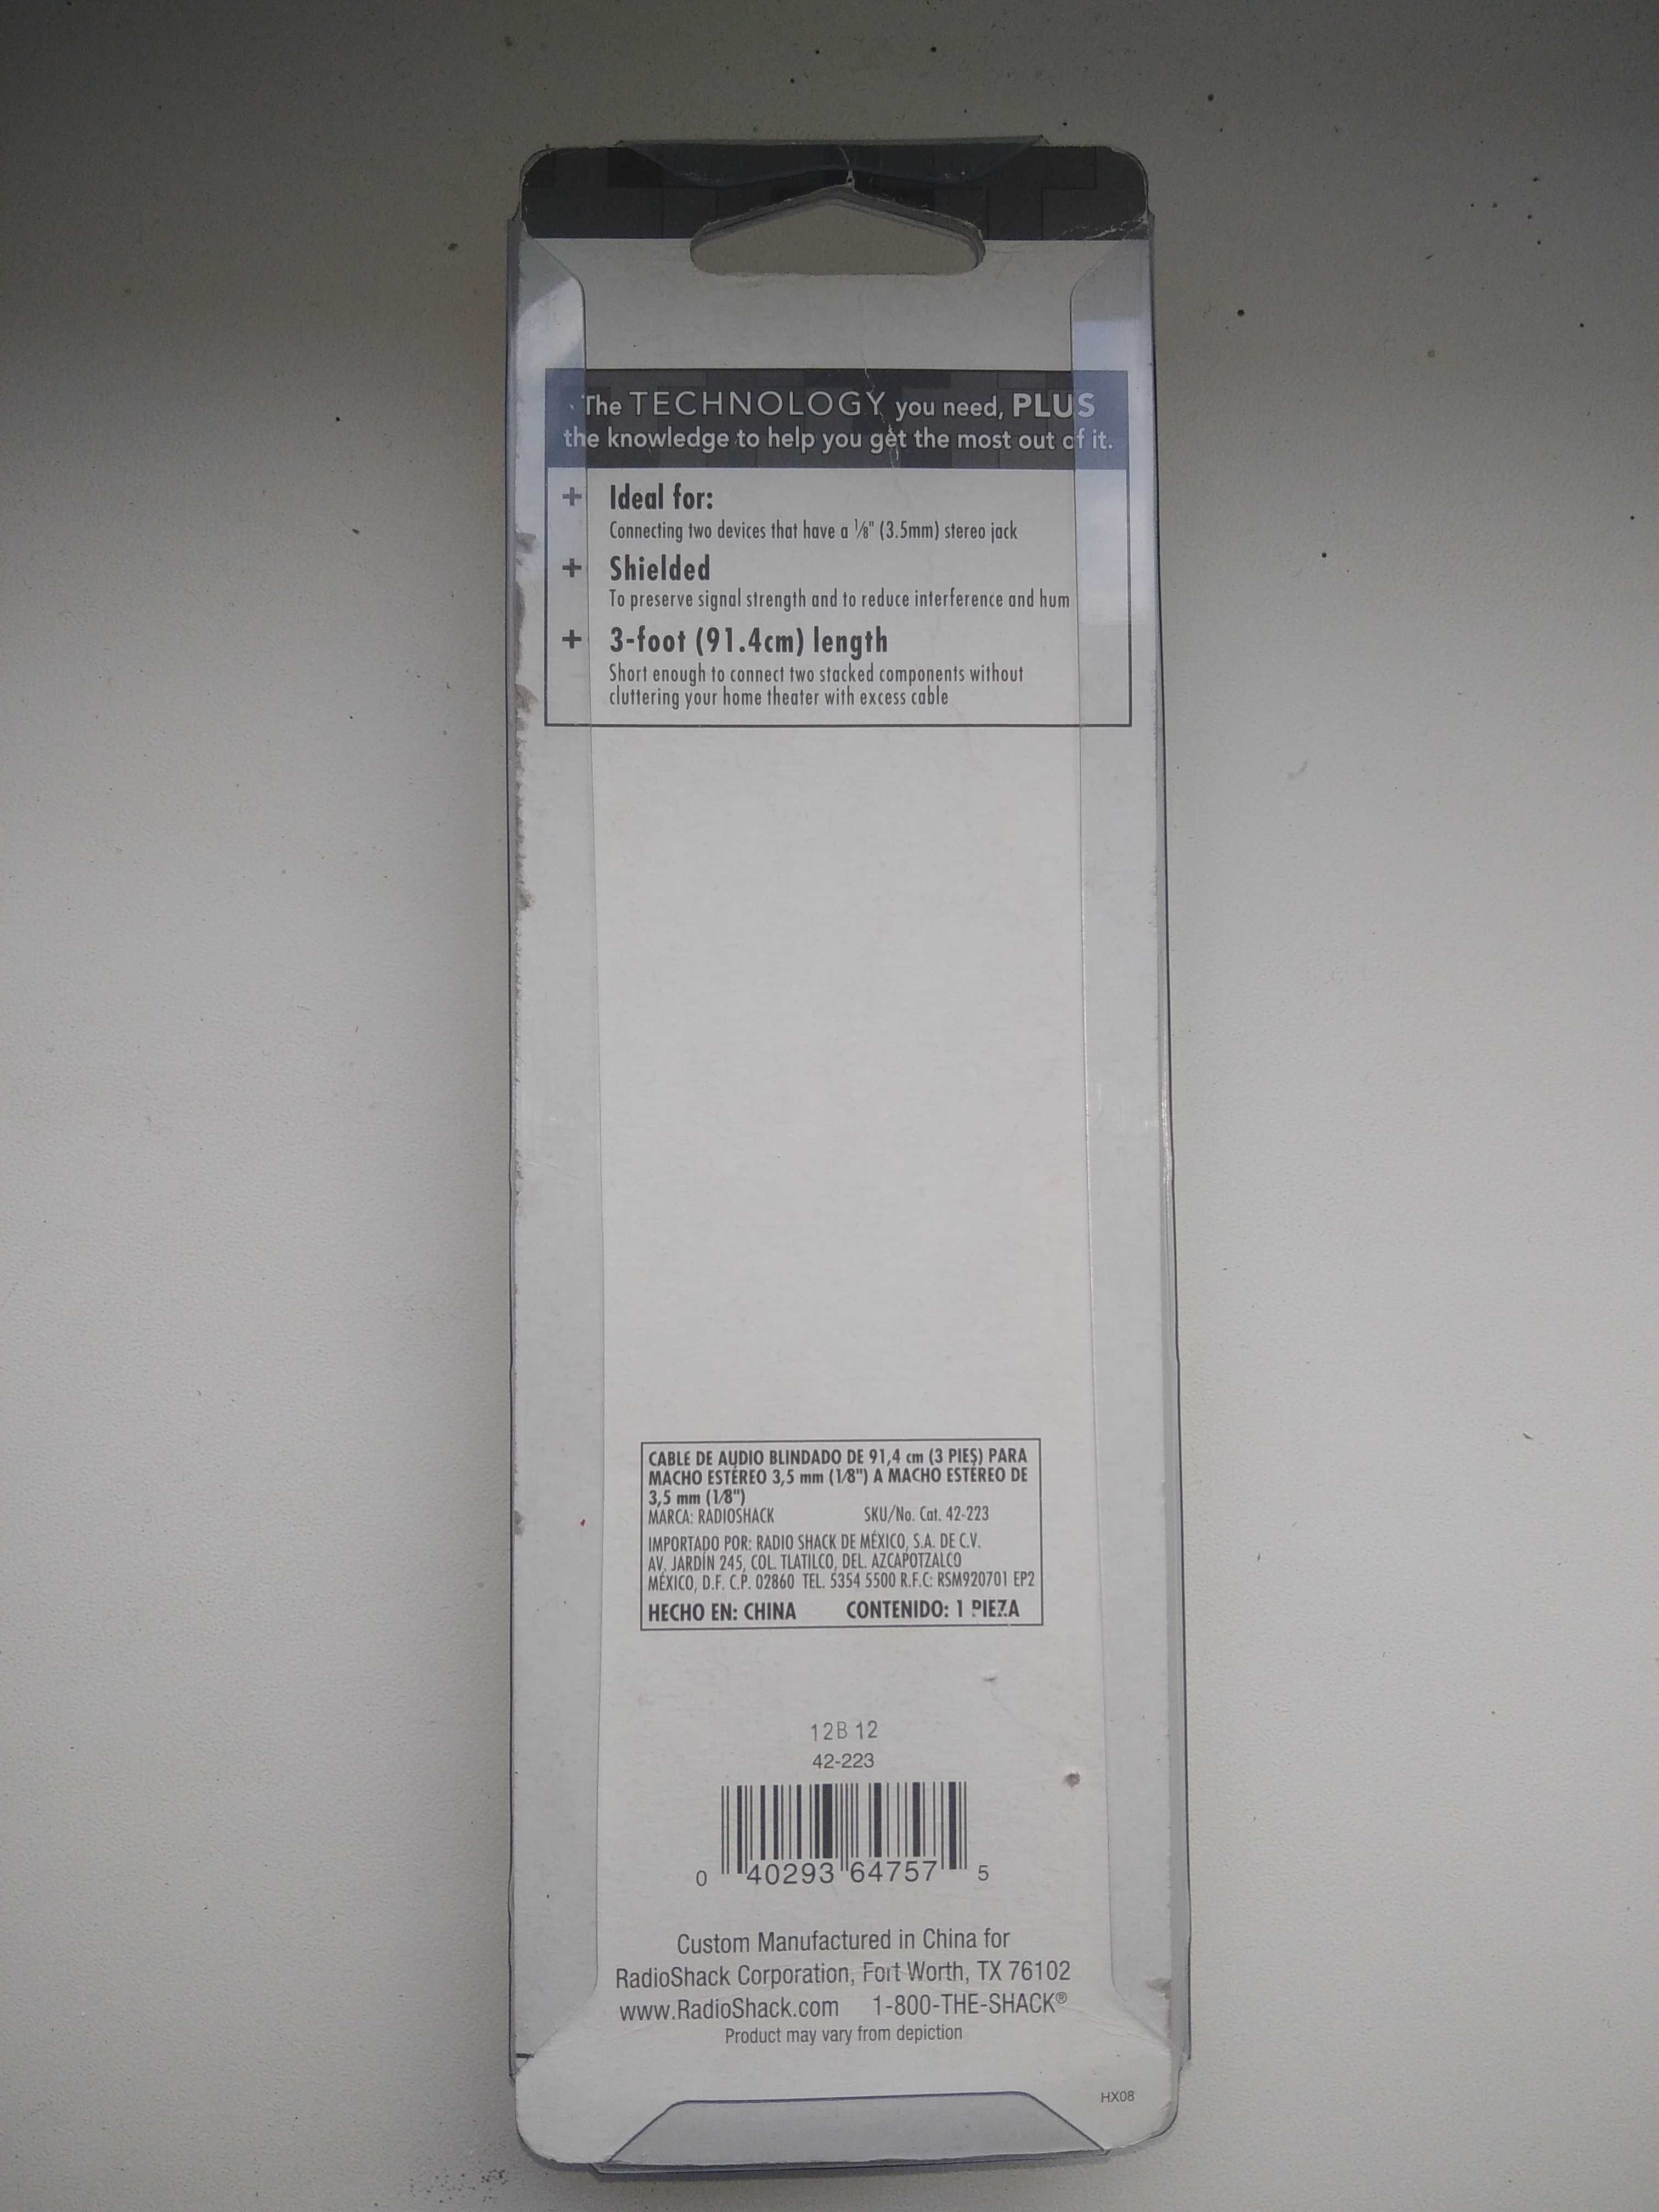 The TECHNOLOGY you need, PLUS
the knowledge to help you get the most out of it.
+ Ideal for:
Connecting two devices that have a 1/8" (3.5mm) stereo jack
+ Shielded
To preserve signal strength and to reduce interference and hum
+ 3-foot (91.4cm) length
Short enough to connect two stacked components without
cluttering your home theater with excess cable
CABLE DE AUDIO BLINDADO DE 91,4 cm (3 PIES) PARA
MACHO ESTÉREO 3,5 mm (1/8") A MACHO ESTÉREO DE
3,5 mm (1/8")
MARCA: RADIOSHACK SKU/No. Cat. 42-223
IMPORTADO POR: RADIO SHACK DE MÉXICO, S.A. DE C.V.
AV. JARDÍN 245, COL. TLATILCO, DEL. AZCAPOTZALCO
MÉXICO, D.F. C.P. 02860 TEL. 5354 5500 R.F.C: RSM920701 EP2
HECHO EN: CHINA CONTENIDO: 1 PIEZA
12B 12
42-223
0 40293 64757 5
Custom Manufactured in China for
RadioShack Corporation, Fort Worth, TX 76102
www.RadioShack.com 1-800-THE-SHACK®
Product may vary from depiction
HX08